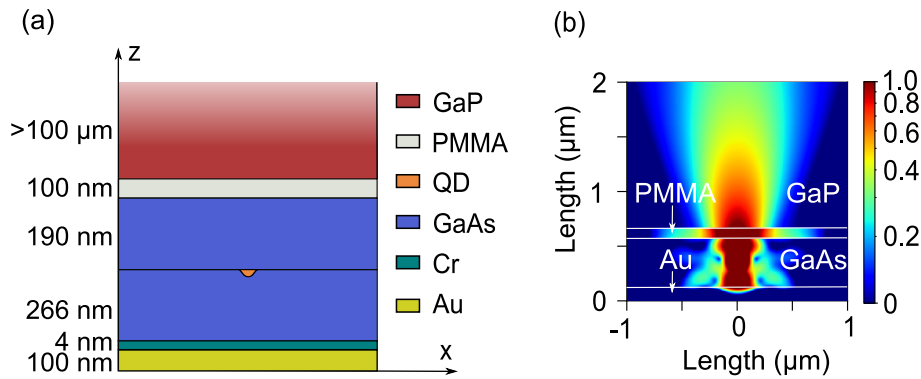 (a)
z
>100 µm
100 nm
190 nm
266 nm
4 nm
100 nm
x
GaP
PMMA
QD
GaAs
Cr
Au
(b)
Length (µm)
2
1
0
PMMA
GaP
Au
GaAs
-1
0
1
Length (µm)
1.0
0.8
0.6
0.4
0.2
0